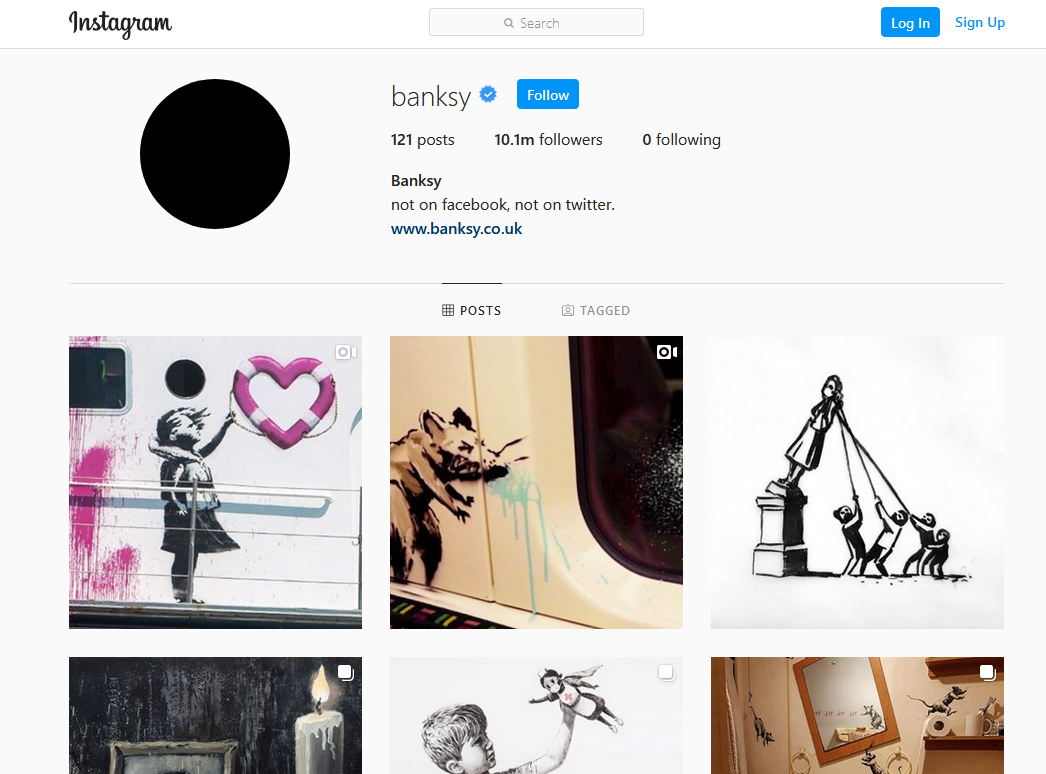 Instagram
Search
Log In
Sign Up
banksy
Follow
121 posts 10.1m followers 0 following
Banksy
not on facebook, not on twitter.
www.banksy.co.uk
POSTS
TAGGED